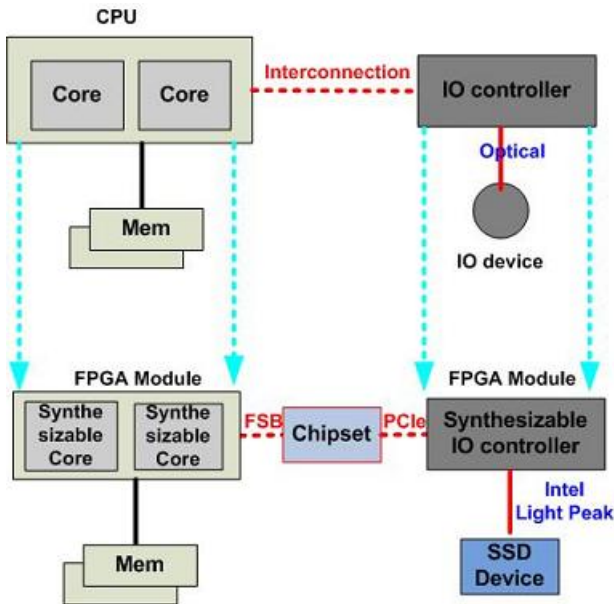 CPU
Core
Core
Interconnection
IO controller
Optical
Mem
IO device
FPGA Module
FPGA Module
Synthe
sizable
Core
Synthe
sizable
Core
FSB
Chipset
PCIe
Synthesizable
IO controller
Intel
Light Peak
Mem
SSD
Device